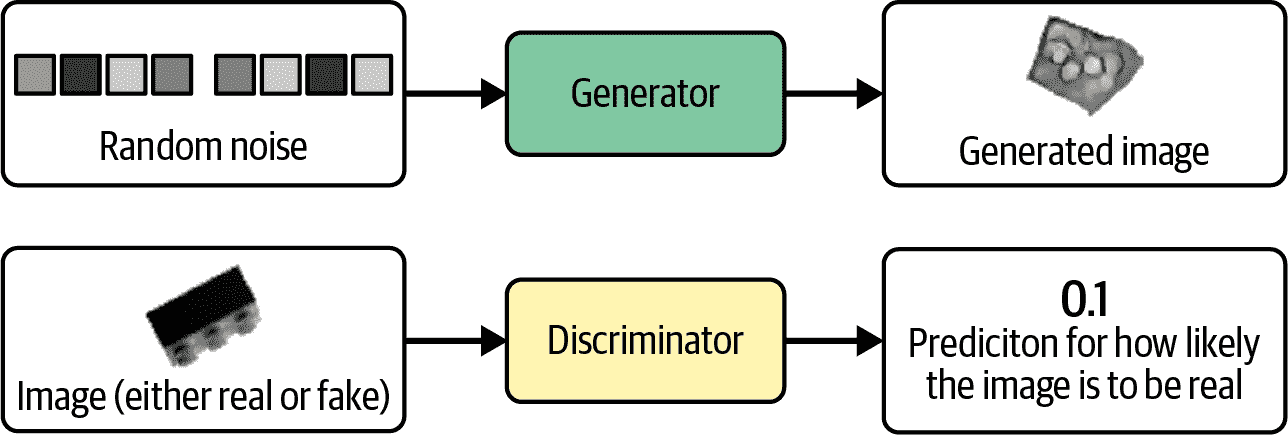 Random noise
Generator
Generated image
Image (either real or fake)
Discriminator
0.1
Prediciton for how likely
the image is to be real